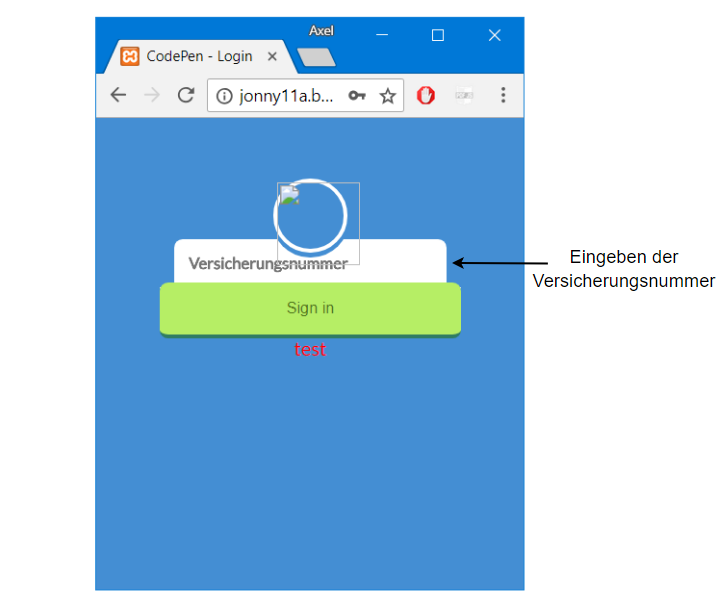 Axel
CodePen - Login
jonny11a.b...
Versicherungsnummer
Sign in
test
Eingeben der
Versicherungsnummer